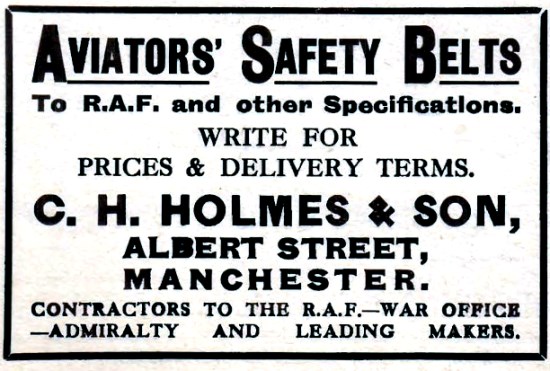 AVIATORS' SAFETY BELTS
To R.A.F. and other Specifications.
WRITE FOR
PRICES & DELIVERY TERMS.
C. H. HOLMES & SON,
ALBERT STREET,
MANCHESTER.
CONTRACTORS TO THE R.A.F.—WAR OFFICE
—ADMIRALTY AND LEADING MAKERS.